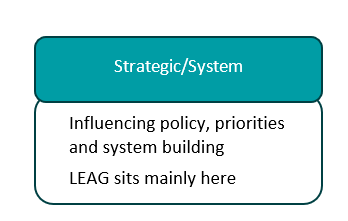 Strategic/System
Influencing policy, priorities
and system building
LEAG sits mainly here